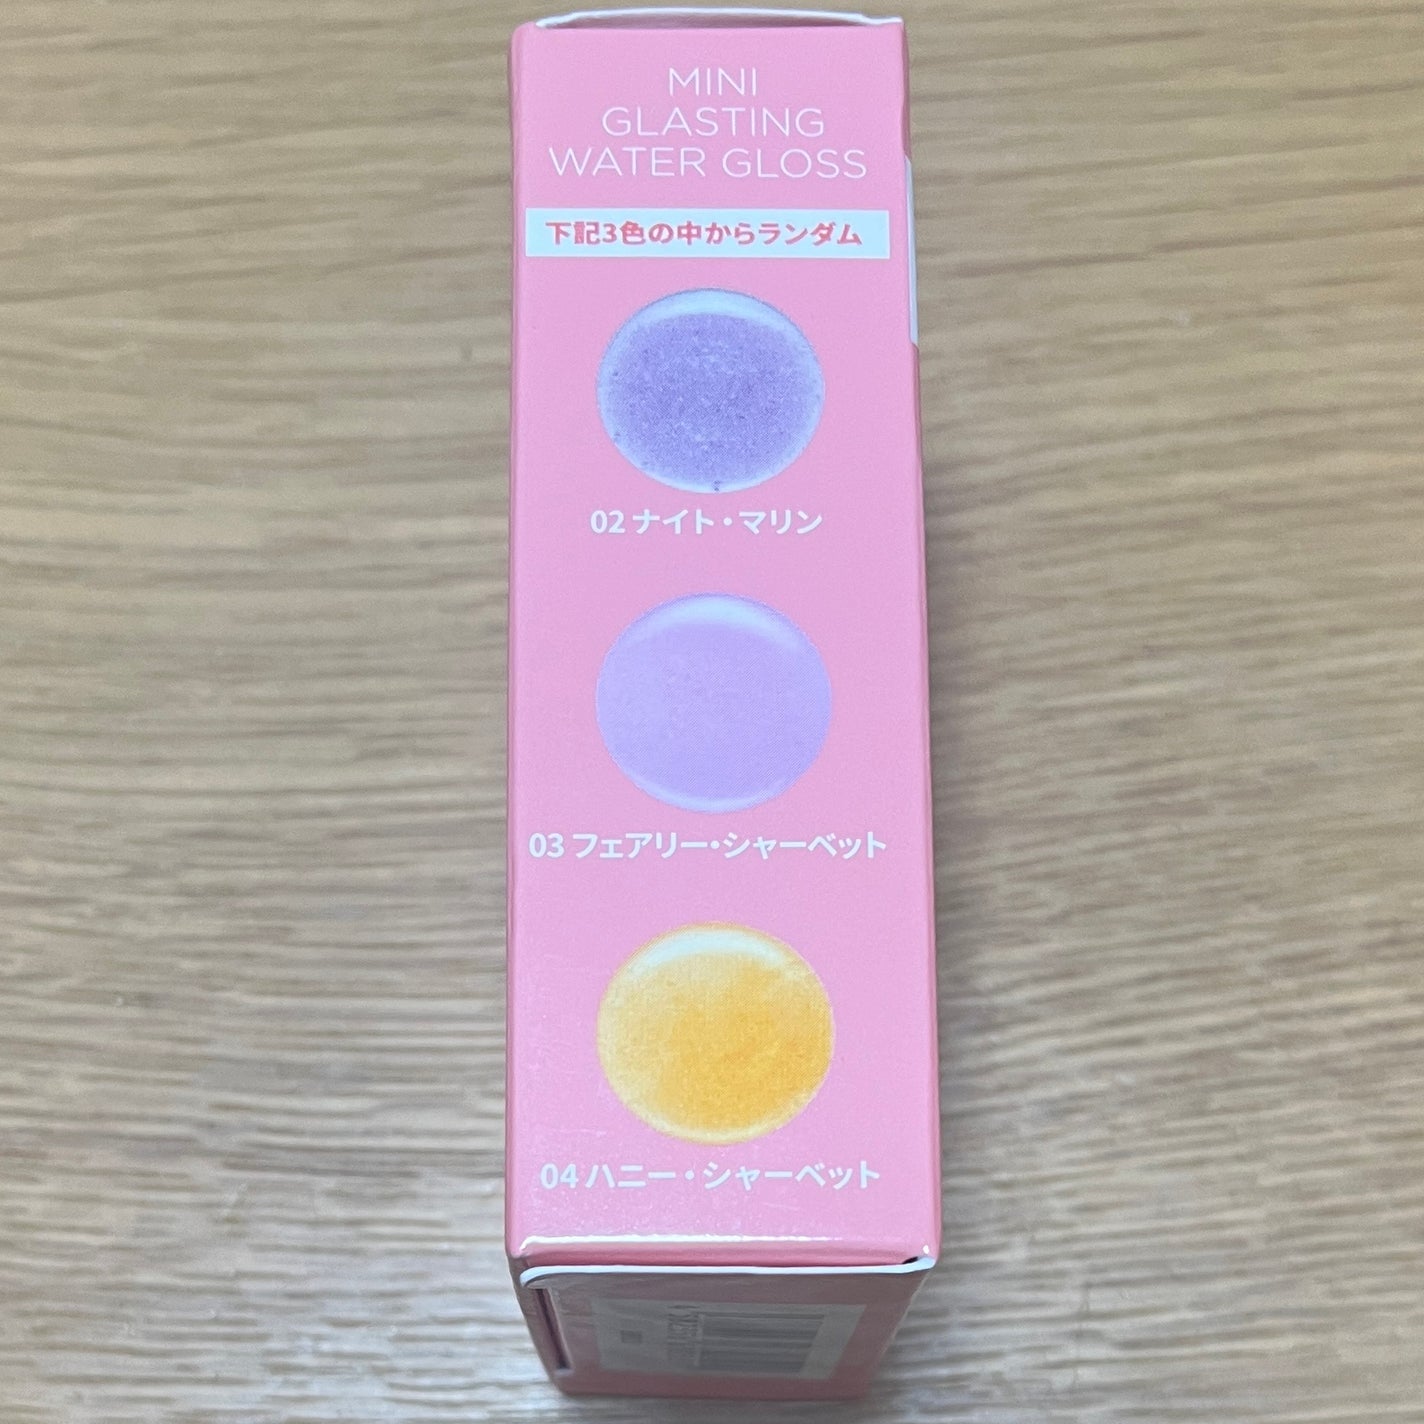 MINI
GLASTING
WATER GLOSS
下記3色の中からランダム
02 ナイト・マリン
03 フェアリー・シャーベット
04 ハニー・シャーベット